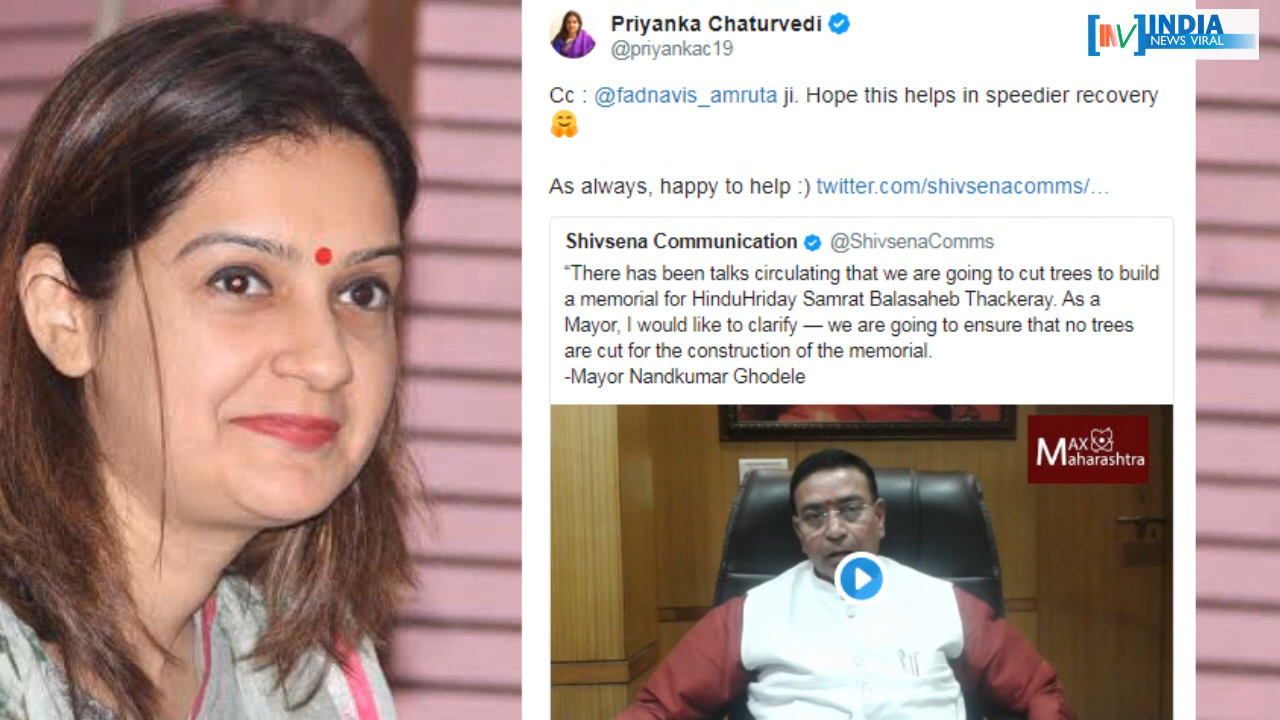 Priyanka Chaturvedi
@priyankac19
INDIA
NEWS VIRAL
INV
Cc : @fadnavis_amruta ji. Hope this helps in speedier recovery
🤗
As always, happy to help :) twitter.com/shivsenacomms/…
Shivsena Communication @ShivsenaComms
“There has been talks circulating that we are going to cut trees to build
a memorial for HinduHriday Samrat Balasaheb Thackeray. As a
Mayor, I would like to clarify — we are going to ensure that no trees
are cut for the construction of the memorial.
-Mayor Nandkumar Ghodele
MAX
Maharashtra